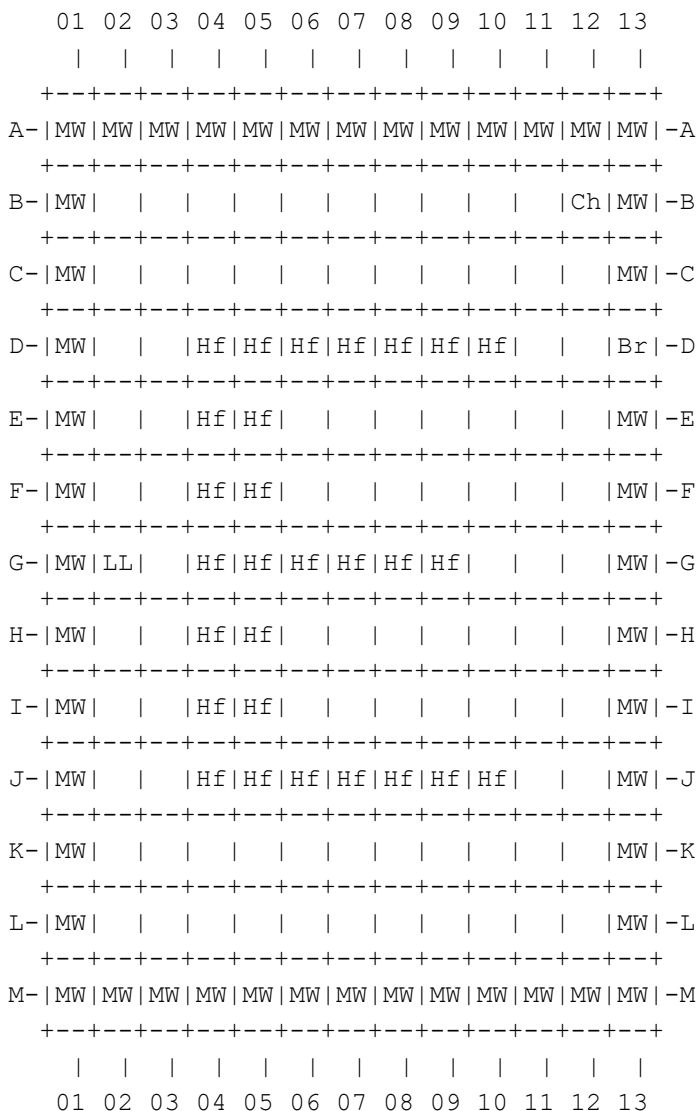 01 02 03 04 05 06 07 08 09 10 11 12 13
     |  |  |  |  |  |  |  |  |  |  |  |  |
   +--+--+--+--+--+--+--+--+--+--+--+--+--+
A-|MW|MW|MW|MW|MW|MW|MW|MW|MW|MW|MW|MW|MW|-A
   +--+--+--+--+--+--+--+--+--+--+--+--+--+
B-|MW|  |  |  |  |  |  |  |  |  |  |Ch|MW|-B
   +--+--+--+--+--+--+--+--+--+--+--+--+--+
C-|MW|  |  |  |  |  |  |  |  |  |  |  |MW|-C
   +--+--+--+--+--+--+--+--+--+--+--+--+--+
D-|MW|  |  |Hf|Hf|Hf|Hf|Hf|Hf|Hf|  |  |Br|-D
   +--+--+--+--+--+--+--+--+--+--+--+--+--+
E-|MW|  |  |Hf|Hf|  |  |  |  |  |  |  |MW|-E
   +--+--+--+--+--+--+--+--+--+--+--+--+--+
F-|MW|  |  |Hf|Hf|  |  |  |  |  |  |  |MW|-F
   +--+--+--+--+--+--+--+--+--+--+--+--+--+
G-|MW|LL|  |Hf|Hf|Hf|Hf|Hf|Hf|  |  |  |MW|-G
   +--+--+--+--+--+--+--+--+--+--+--+--+--+
H-|MW|  |  |Hf|Hf|  |  |  |  |  |  |  |MW|-H
   +--+--+--+--+--+--+--+--+--+--+--+--+--+
I-|MW|  |  |Hf|Hf|  |  |  |  |  |  |  |MW|-I
   +--+--+--+--+--+--+--+--+--+--+--+--+--+
J-|MW|  |  |Hf|Hf|Hf|Hf|Hf|Hf|Hf|  |  |MW|-J
   +--+--+--+--+--+--+--+--+--+--+--+--+--+
K-|MW|  |  |  |  |  |  |  |  |  |  |  |MW|-K
   +--+--+--+--+--+--+--+--+--+--+--+--+--+
L-|MW|  |  |  |  |  |  |  |  |  |  |  |MW|-L
   +--+--+--+--+--+--+--+--+--+--+--+--+--+
M-|MW|MW|MW|MW|MW|MW|MW|MW|MW|MW|MW|MW|MW|-M
   +--+--+--+--+--+--+--+--+--+--+--+--+--+
     |  |  |  |  |  |  |  |  |  |  |  |  |
    01 02 03 04 05 06 07 08 09 10 11 12 13